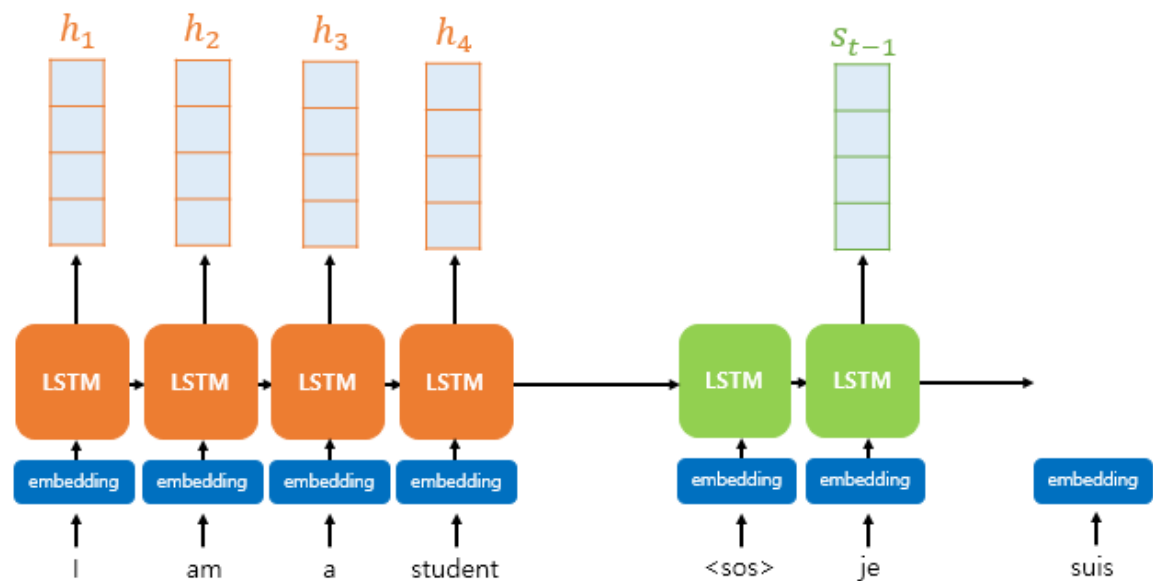 h₁ h₂ h₃ h₄ sₜ₋₁
LSTM LSTM LSTM LSTM LSTM LSTM
embedding embedding embedding embedding embedding embedding embedding
I am a student <sos> je suis